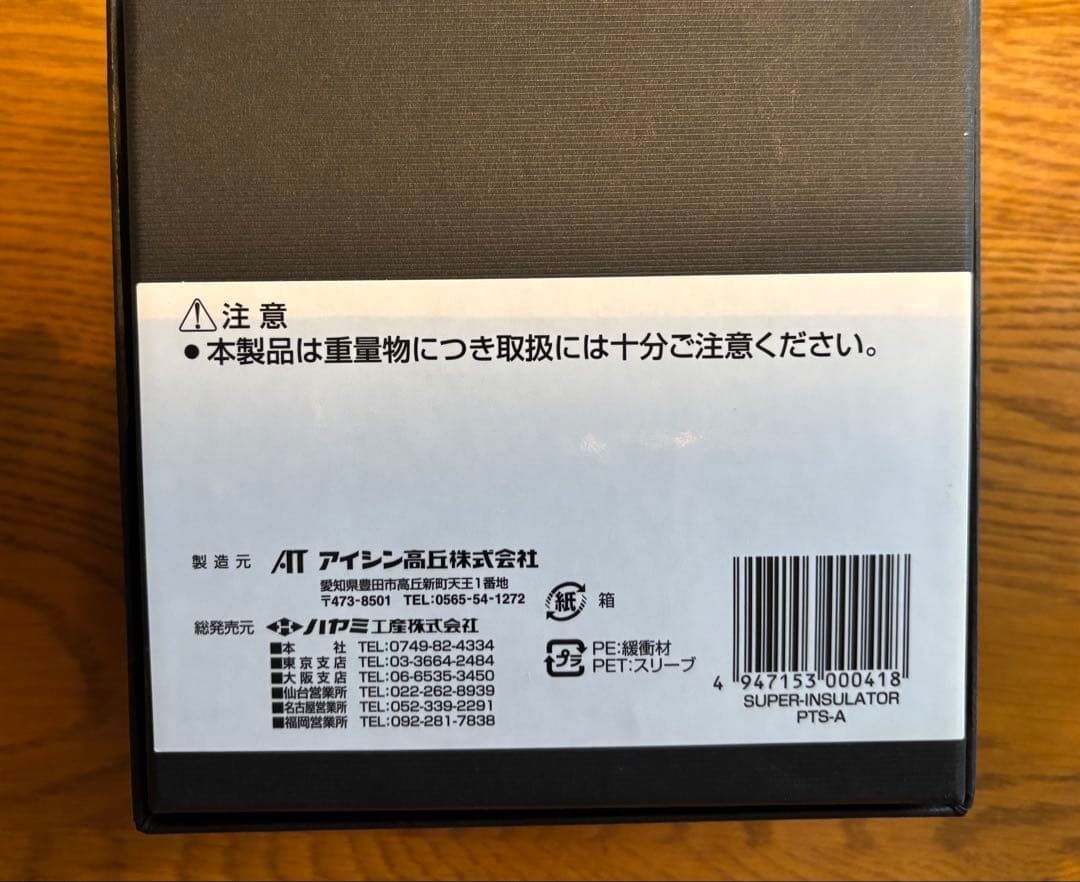 注意
●本製品は重量物につき取扱には十分ご注意ください。
製造元 AT アイシン高丘株式会社
愛知県豊田市高丘新町天王1番地
〒473-8501 TEL:0565-54-1272
総発売元 ハヤミ工産株式会社
■本社 TEL:0749-82-4334
■東京支店 TEL:03-3664-2484
■大阪支店 TEL:06-6535-3450
■仙台営業所 TEL:022-262-8939
■名古屋営業所 TEL:052-339-2291
■福岡営業所 TEL:092-281-7838
紙 箱
プラ PE:緩衝材
PET:スリーブ
4 947153 000418
SUPER-INSULATOR
PTS-A